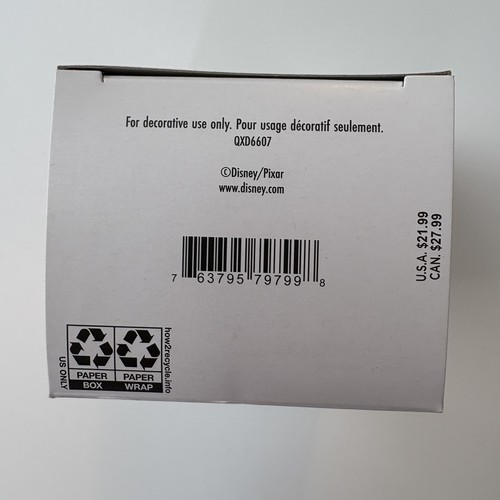 For decorative use only. Pour usage décoratif seulement.
QXD6607
©Disney/Pixar
www.disney.com
U.S.A. $21.99
CAN. $27.99
7 63795 79799 8
how2recycle.info
US ONLY
PAPER PAPER
BOX WRAP